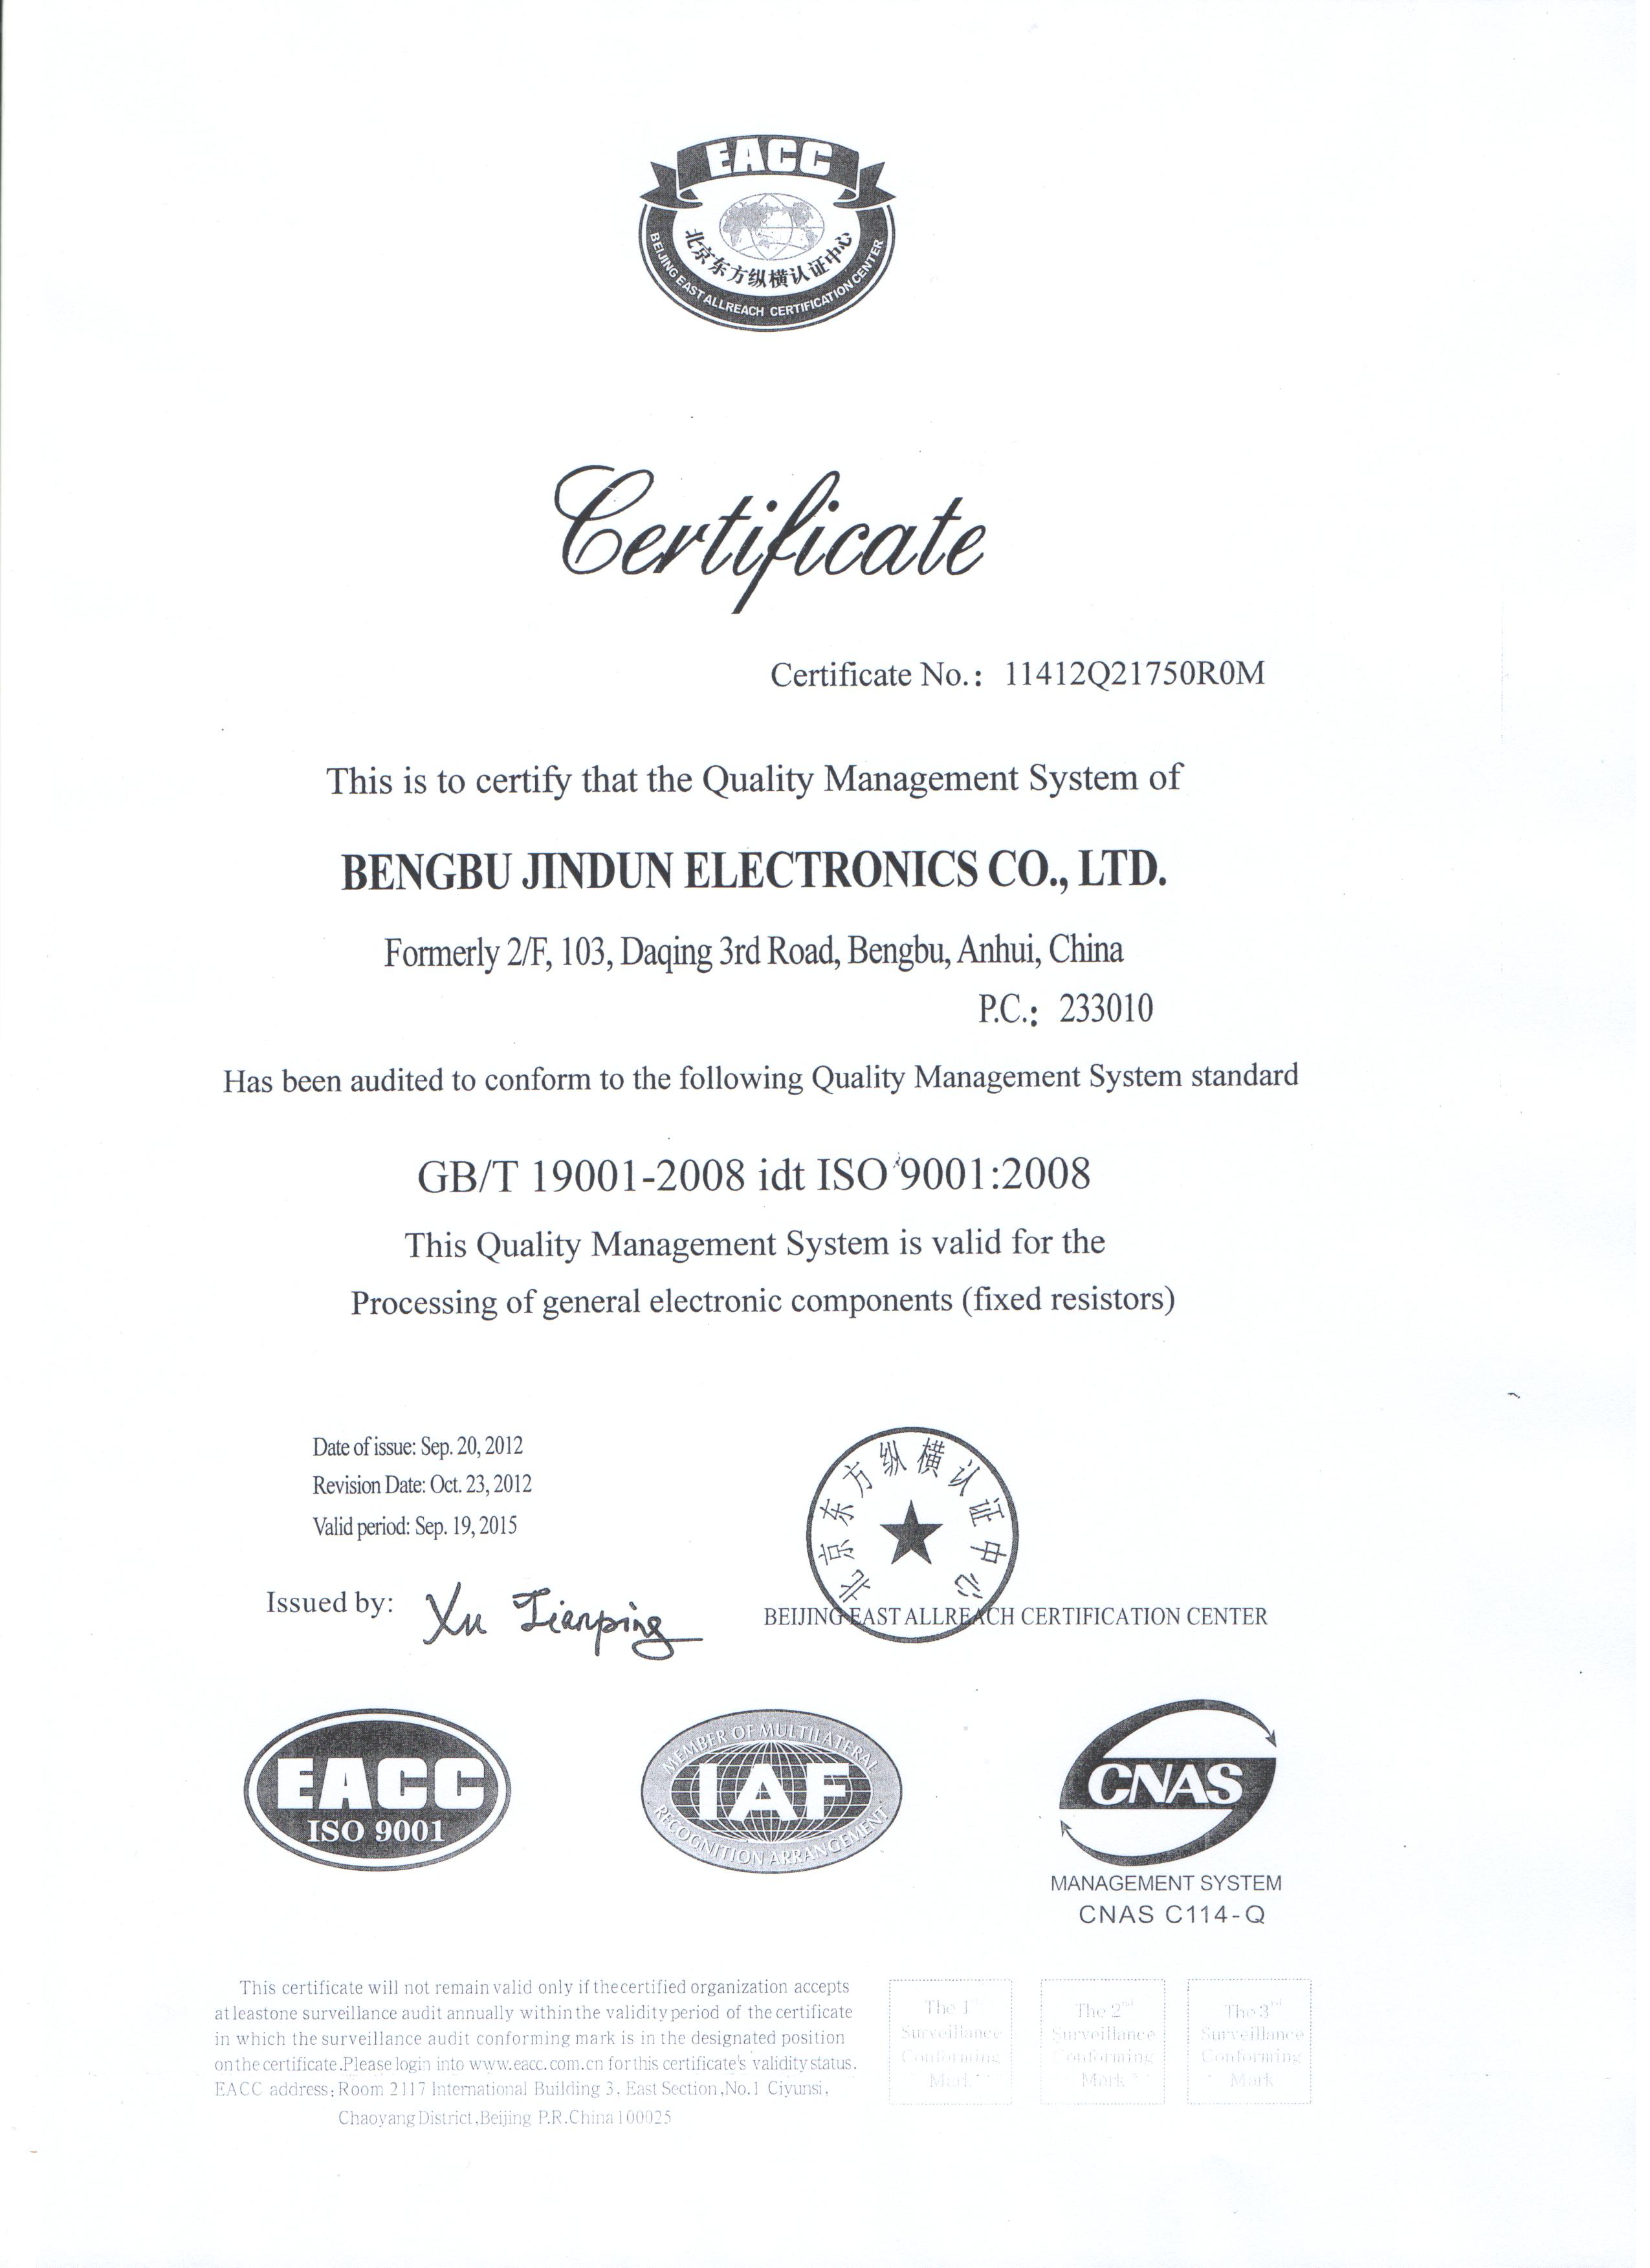 EACC
北京东方纵横认证中心
BEIJING EAST ALLREACH CERTIFICATION CENTER
Certificate
Certificate No.: 11412Q21750R0M
This is to certify that the Quality Management System of
BENGBU JINDUN ELECTRONICS CO., LTD.
Formerly 2/F, 103, Daqing 3rd Road, Bengbu, Anhui, China
P.C.: 233010
Has been audited to conform to the following Quality Management System standard
GB/T 19001-2008 idt ISO 9001:2008
This Quality Management System is valid for the
Processing of general electronic components (fixed resistors)
Date of issue: Sep. 20, 2012
Revision Date: Oct. 23, 2012
Valid period: Sep. 19, 2015
北京东方纵横认证中心
Issued by: Xu Tianping
BEIJING EAST ALLREACH CERTIFICATION CENTER
EACC
ISO 9001
MEMBER OF MULTILATERAL
IAF
RECOGNITION ARRANGEMENT
CNAS
MANAGEMENT SYSTEM
CNAS C114-Q
This certificate will not remain valid only if the certified organization accepts
at least one surveillance audit annually within the validity period of the certificate
in which the surveillance audit conforming mark is in the designated position
on the certificate.Please login into www.eacc.com.cn for this certificate's validity status.
EACC address: Room 2117 International Building 3, East Section,No.1 Ciyunsi,
Chaoyang District,Beijing P.R.China 100025
The 1st
Surveillance
Conforming
Mark
The 2nd
Surveillance
Conforming
Mark
The 3rd
Surveillance
Conforming
Mark